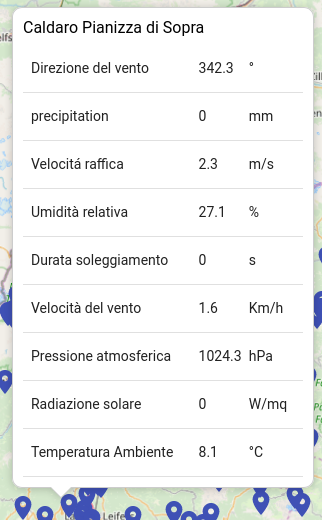 Caldaro Pianizza di Sopra
Direzione del vento 342.3 °
precipitation 0 mm
Velocitá raffica 2.3 m/s
Umidità relativa 27.1 %
Durata soleggiamento 0 s
Velocità del vento 1.6 Km/h
Pressione atmosferica 1024.3 hPa
Radiazione solare 0 W/mq
Temperatura Ambiente 8.1 °C